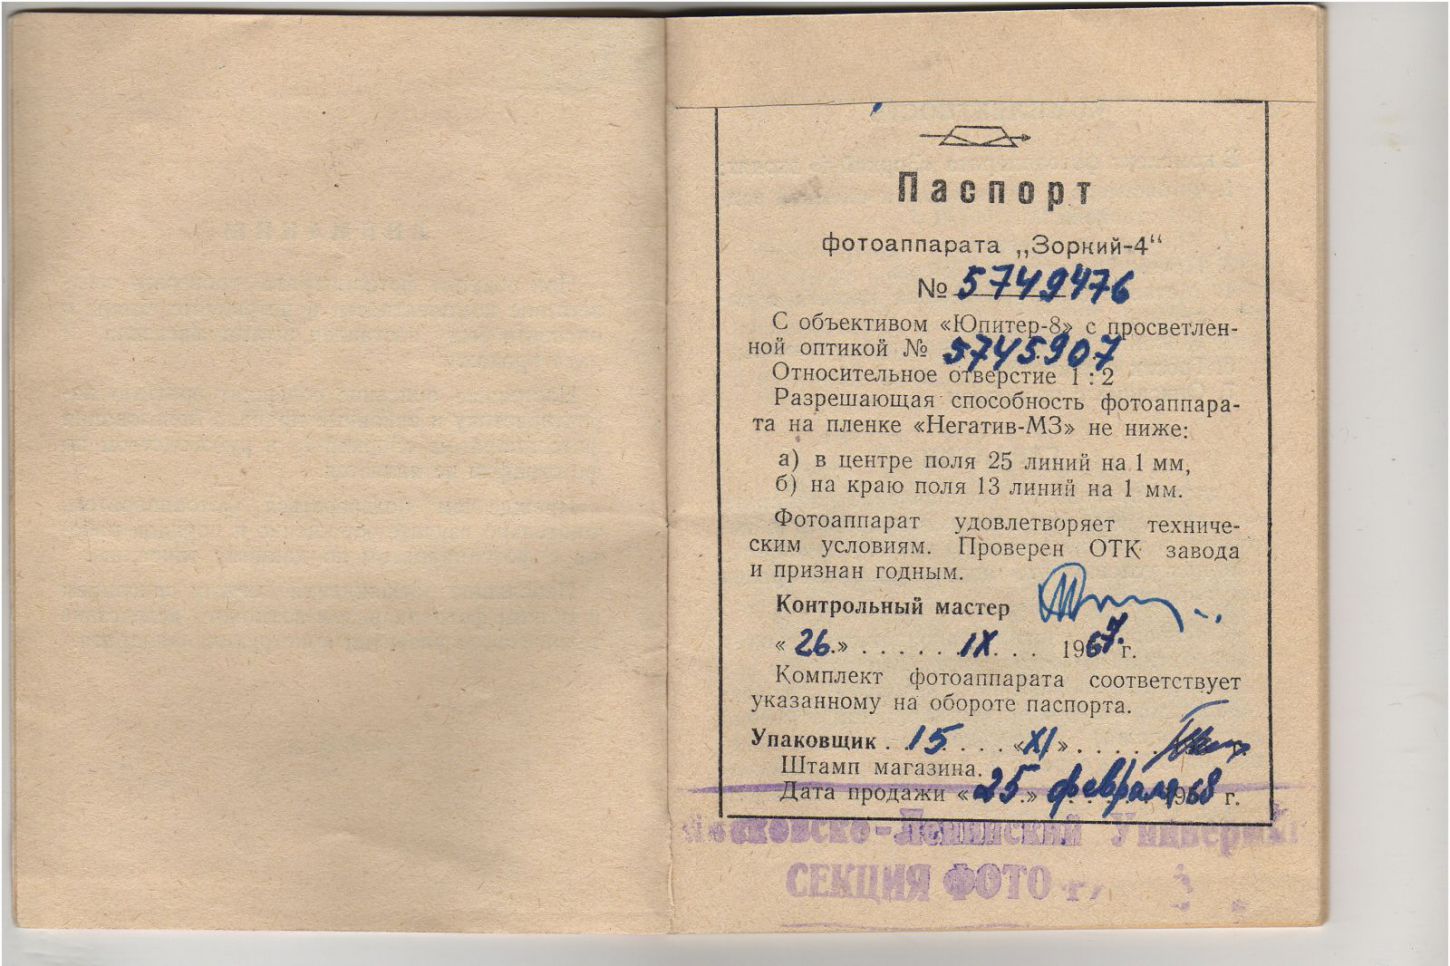 Паспорт
фотоаппарата „Зоркий-4“
№ 5749476
С объективом «Юпитер-8» с просветлен-
ной оптикой № 5745907
Относительное отверстие 1 : 2
Разрешающая способность фотоаппара-
та на пленке «Негатив-МЗ» не ниже:
а) в центре поля 25 линий на 1 мм,
б) на краю поля 13 линий на 1 мм.
Фотоаппарат удовлетворяет техниче-
ским условиям. Проверен ОТК завода
и признан годным.
Контрольный мастер
« 26.» . . . . . . IX . . . 1967 г.
Комплект фотоаппарата соответствует
указанному на обороте паспорта.
Упаковщик . . 15 . . . . «XI» . . . . .
Штамп магазина.
Дата продажи « 25 » февраля 1968 г.
Московско-Ленинский Универмаг
СЕКЦИЯ ФОТО